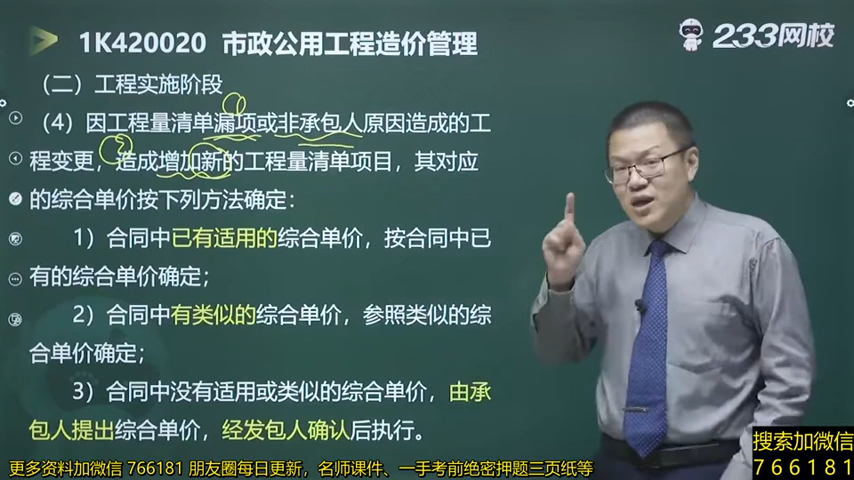 1K420020 市政公用工程造价管理
233网校
（二）工程实施阶段
①
（4）因工程量清单漏项或非承包人原因造成的工
②
程变更，造成增加新的工程量清单项目，其对应
的综合单价按下列方法确定：
1）合同中已有适用的综合单价，按合同中已
有的综合单价确定；
2）合同中有类似的综合单价，参照类似的综
合单价确定；
3）合同中没有适用或类似的综合单价，由承
包人提出综合单价，经发包人确认后执行。
搜索加微信
766181
更多资料加微信 766181 朋友圈每日更新，名师课件、一手考前绝密押题三页纸等